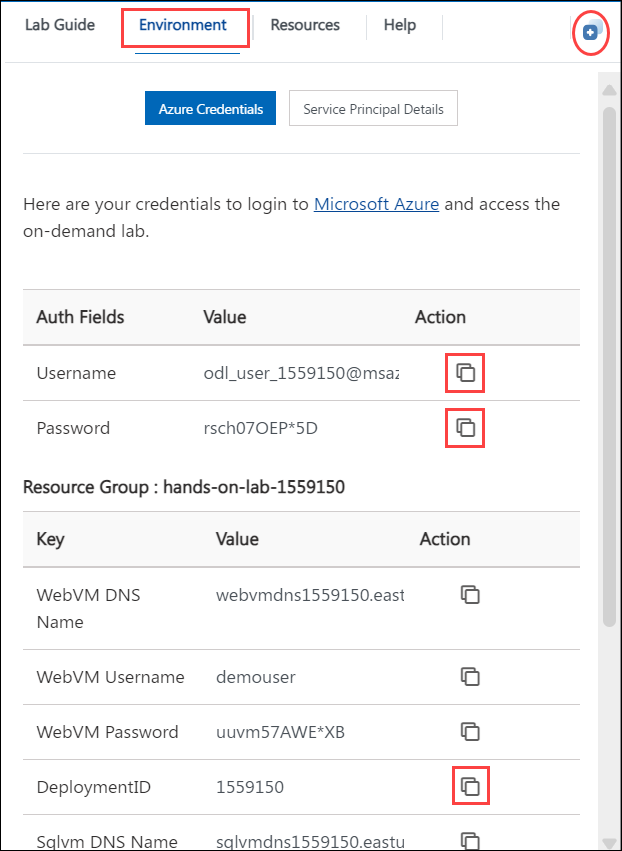 Lab Guide Environment Resources Help
Azure Credentials Service Principal Details
Here are your credentials to login to Microsoft Azure and access the
on-demand lab.
Auth Fields Value Action
Username odl_user_1559150@msaz
Password rsch07OEP*5D
Resource Group : hands-on-lab-1559150
Key Value Action
WebVM DNS webvmdns1559150.east
Name
WebVM Username demouser
WebVM Password uuvm57AWE*XB
DeploymentID 1559150
Sqlvm DNS Name sqlvmdns1559150.eastu